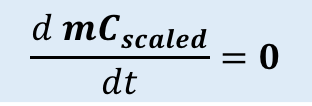 d mC_scaled / dt = 0